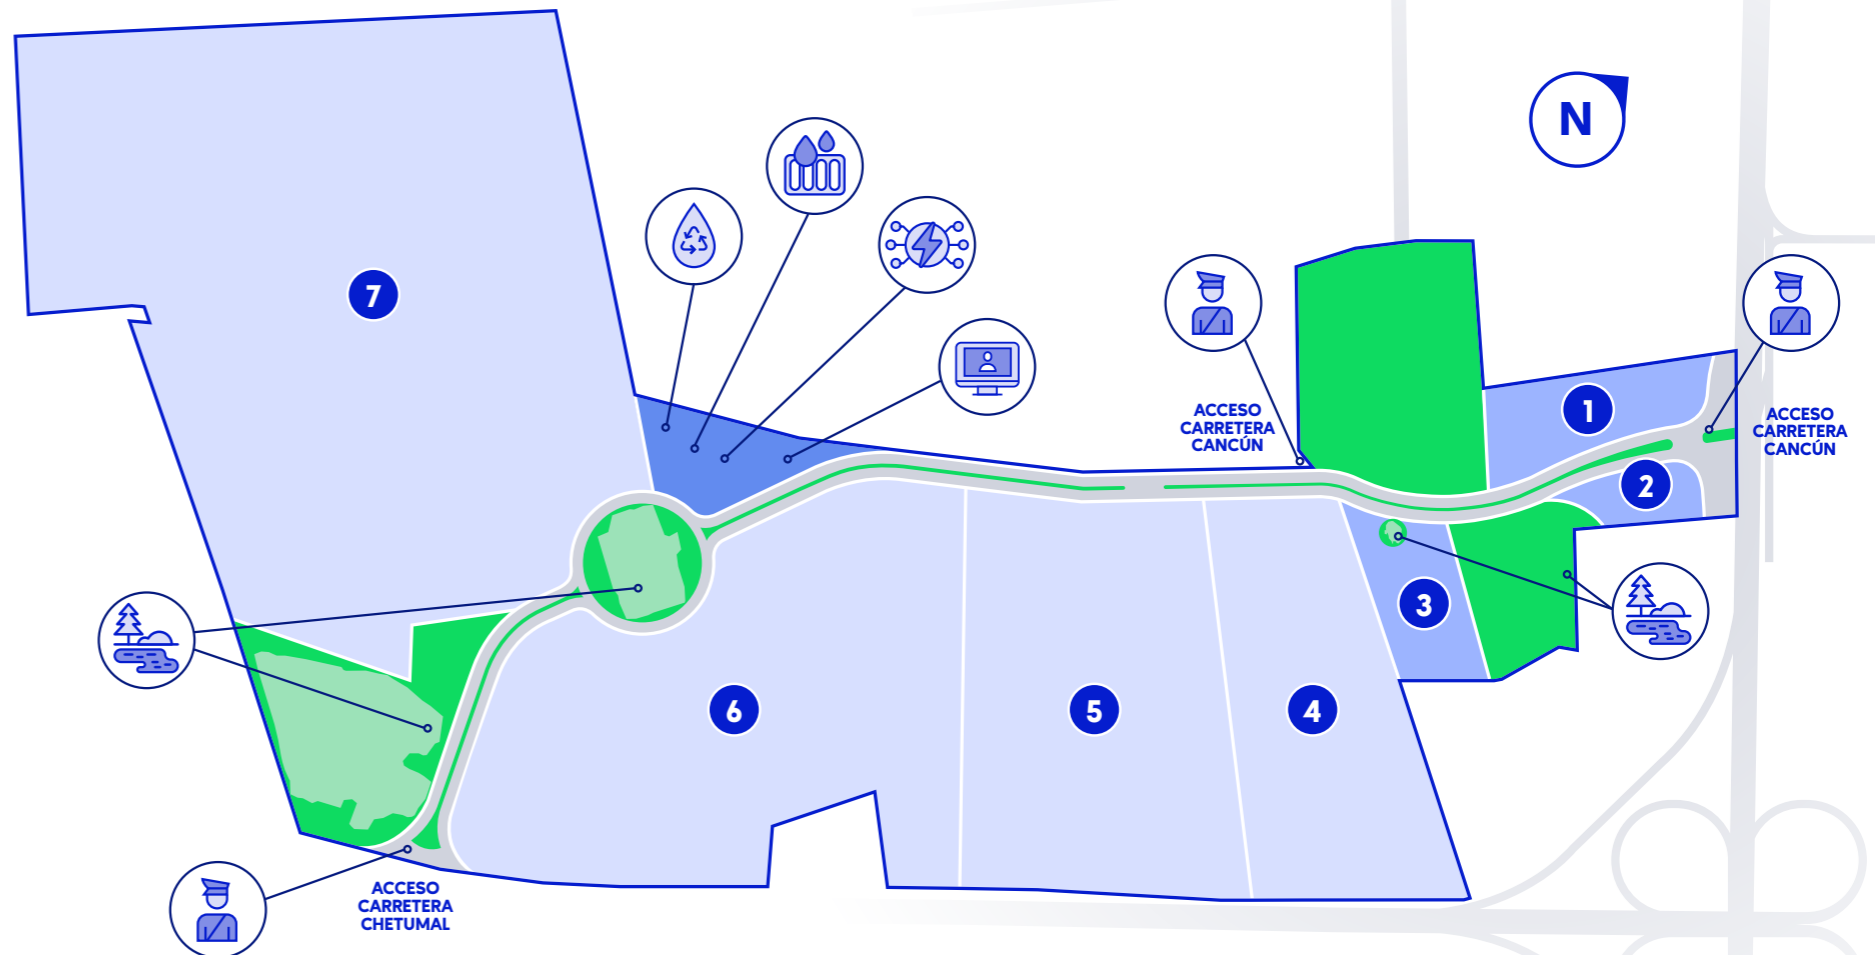 N
7
ACCESO
CARRETERA
CANCÚN
1
ACCESO
CARRETERA
CANCÚN
2
3
6
5
4
ACCESO
CARRETERA
CHETUMAL